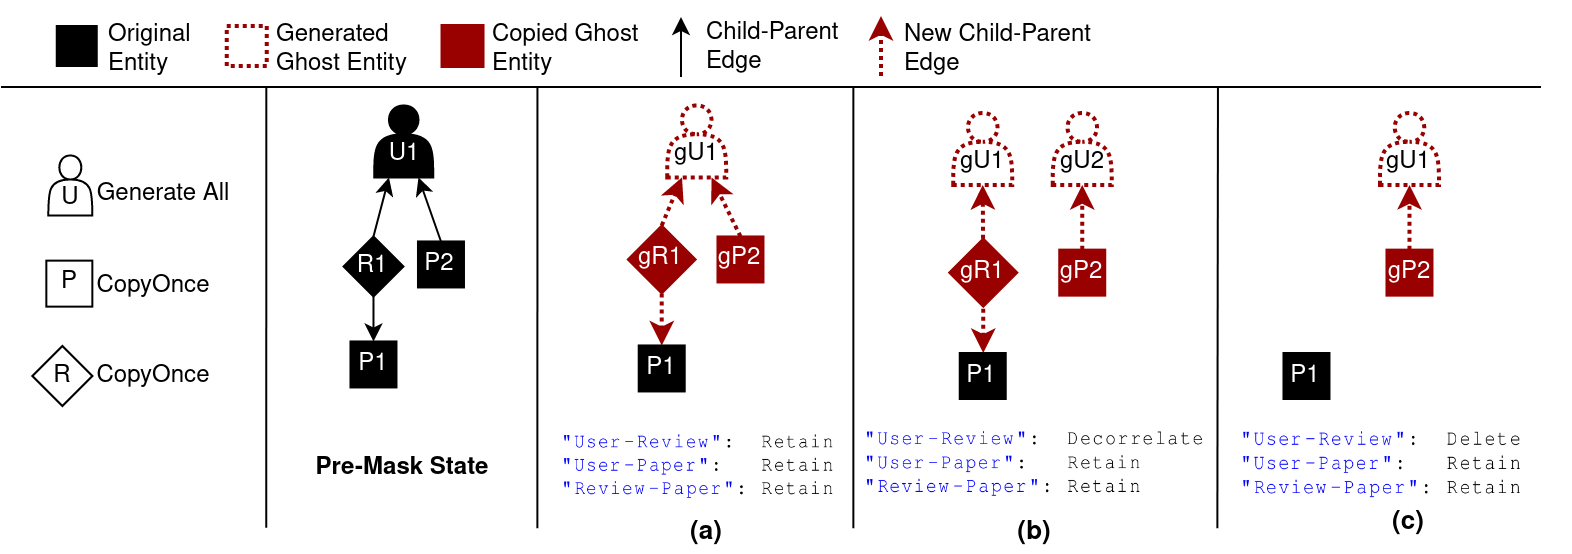 Original
Entity
Generated
Ghost Entity
Copied Ghost
Entity
Child-Parent
Edge
New Child-Parent
Edge
U
Generate All
P
CopyOnce
R
CopyOnce
U1
R1
P2
P1
Pre-Mask State
gU1
gR1
gP2
P1
"User-Review": Retain
"User-Paper": Retain
"Review-Paper": Retain
(a)
gU1
gU2
gR1
gP2
P1
"User-Review": Decorrelate
"User-Paper": Retain
"Review-Paper": Retain
(b)
gU1
gP2
P1
"User-Review": Delete
"User-Paper": Retain
"Review-Paper": Retain
(c)